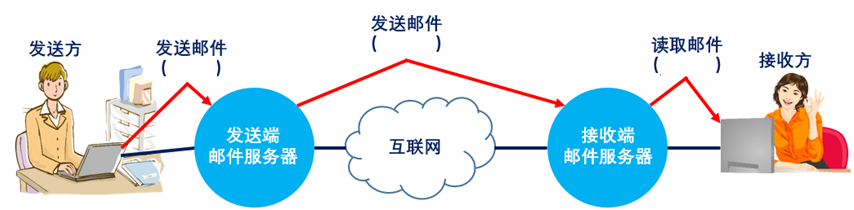 发送方
发送邮件
(      )
发送邮件
(      )
读取邮件
(      )
接收方
发送端
邮件服务器
互联网
接收端
邮件服务器